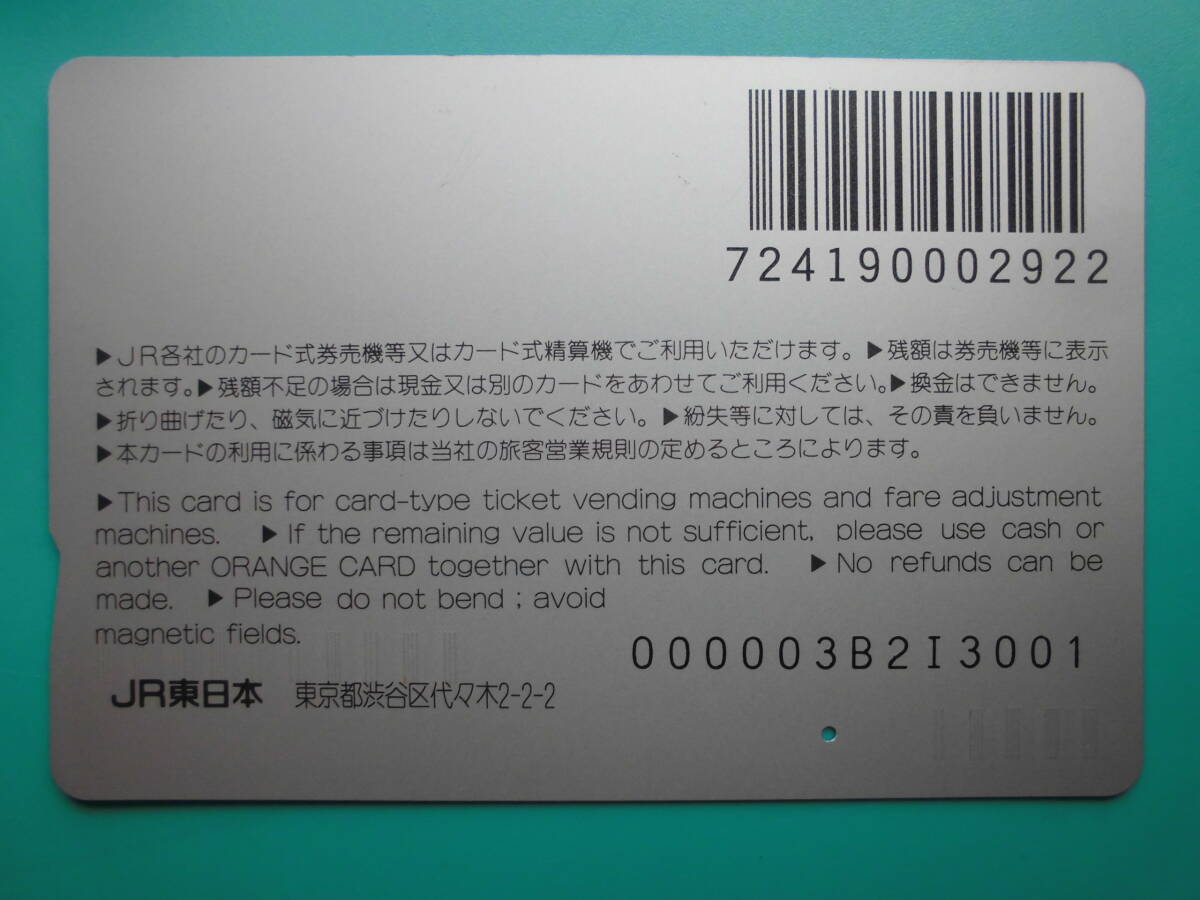 724190002922
▶JR各社のカード式券売機等又はカード式精算機でご利用いただけます。▶残額は券売機等に表示
されます。▶残額不足の場合は現金又は別のカードをあわせてご利用ください。▶換金はできません。
▶折り曲げたり、磁気に近づけたりしないでください。▶紛失等に対しては、その責を負いません。
▶本カードの利用に係わる事項は当社の旅客営業規則の定めるところによります。
▶This card is for card-type ticket vending machines and fare adjustment
machines. ▶If the remaining value is not sufficient, please use cash or
another ORANGE CARD together with this card. ▶No refunds can be
made. ▶Please do not bend ; avoid
magnetic fields.
000003B2I3001
JR東日本 東京都渋谷区代々木2-2-2